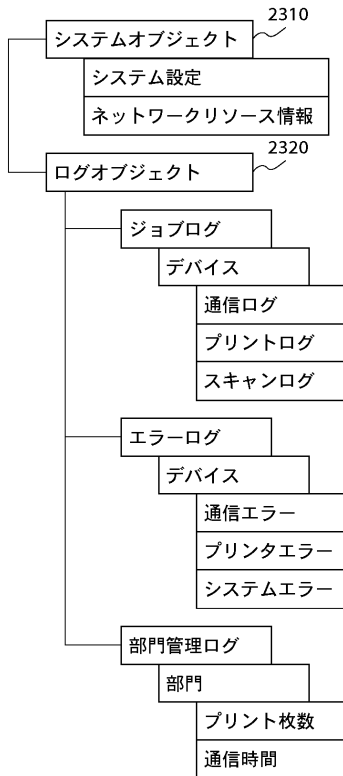 2310
システムオブジェクト
システム設定
ネットワークリソース情報
2320
ログオブジェクト
ジョブログ
デバイス
通信ログ
プリントログ
スキャンログ
エラーログ
デバイス
通信エラー
プリンタエラー
システムエラー
部門管理ログ
部門
プリント枚数
通信時間